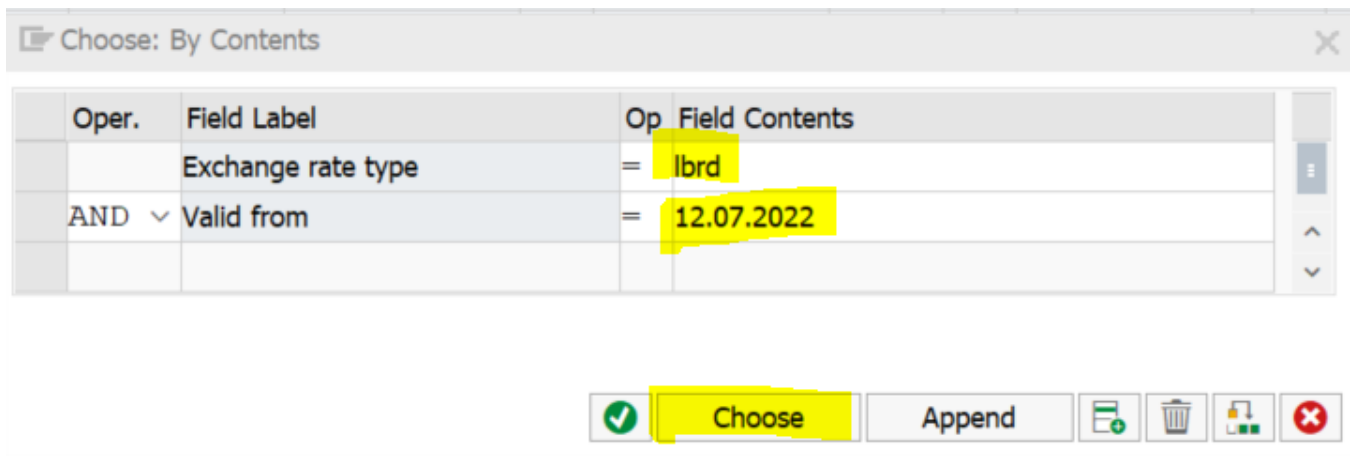 Choose: By Contents
Oper. Field Label Op Field Contents
Exchange rate type = lbrd
AND Valid from = 12.07.2022
Choose Append